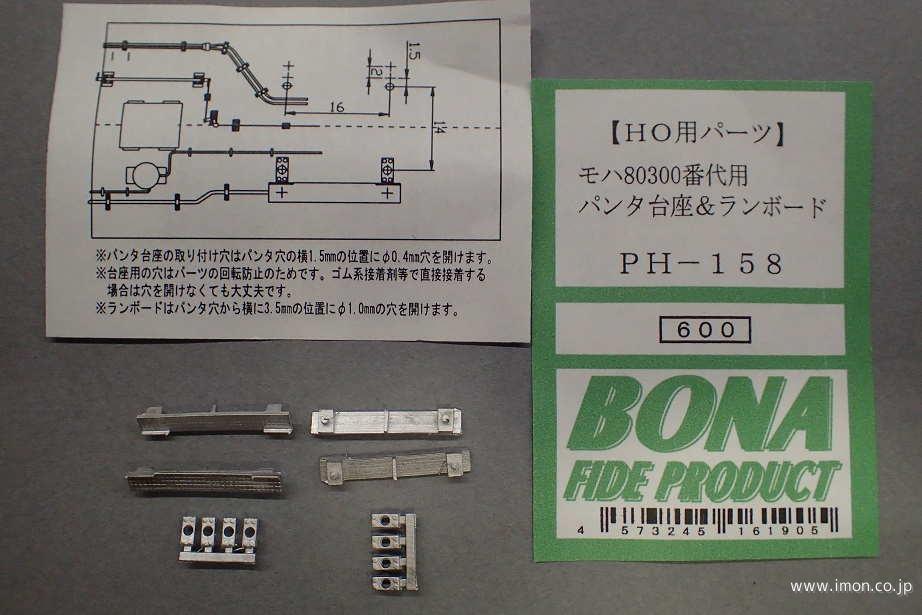 1.5
2
16
14
※パンタ台座の取り付け穴はパンタ穴の横1.5mmの位置にφ0.4mm穴を開けます。
※台座用の穴はパーツの回転防止のためです。ゴム系接着剤等で直接接着する
場合は穴を開けなくても大丈夫です。
※ランボードはパンタ穴から横に3.5mmの位置にφ1.0mmの穴を開けます。
【HO用パーツ】
モハ80300番代用
パンタ台座&ランボード
PH-158
600
BONA
FIDE PRODUCT
4 573245 161905
www.imon.co.jp